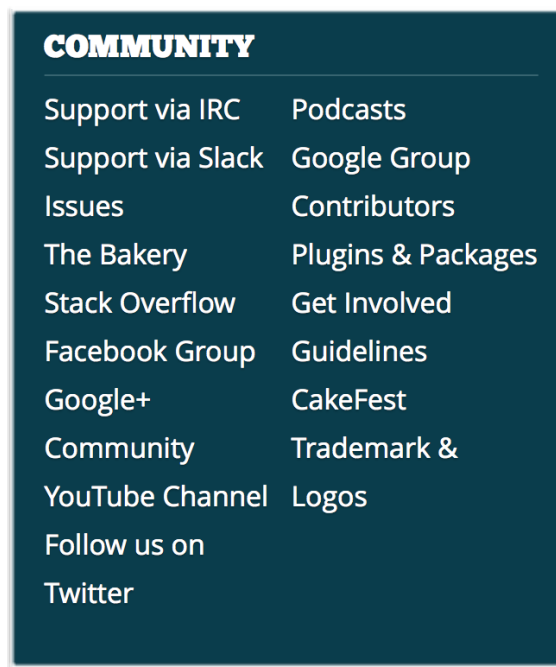 COMMUNITY
Support via IRC
Support via Slack
Issues
The Bakery
Stack Overflow
Facebook Group
Google+
Community
YouTube Channel
Follow us on
Twitter
Podcasts
Google Group
Contributors
Plugins & Packages
Get Involved
Guidelines
CakeFest
Trademark &
Logos